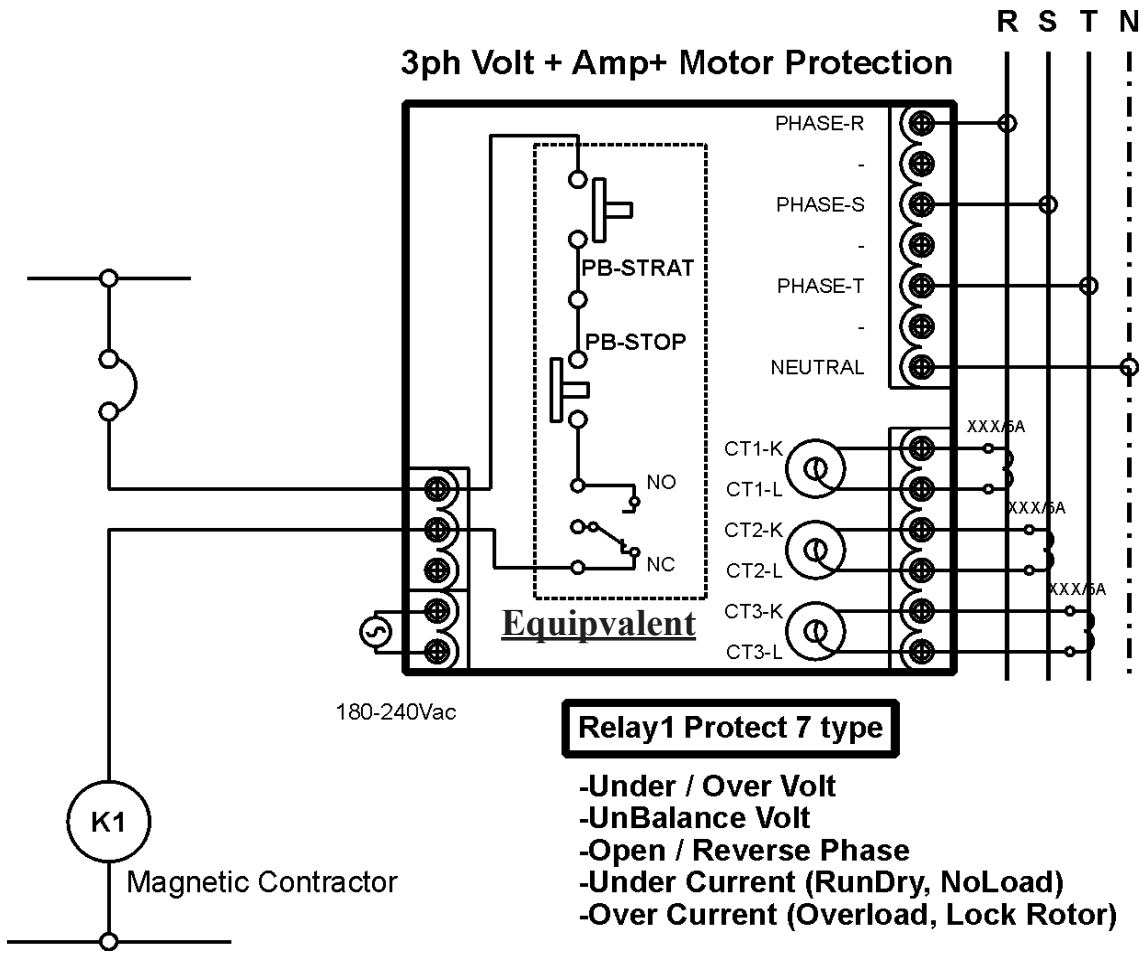 R S T N
3ph Volt + Amp+ Motor Protection
PHASE-R
-
PHASE-S
-
PHASE-T
-
NEUTRAL
PB-STRAT
PB-STOP
NO
NC
Equipvalent
CT1-K
CT1-L
CT2-K
CT2-L
CT3-K
CT3-L
XXX/5A
XXX/5A
XXX/5A
180-240Vac
K1
Magnetic Contractor
Relay1 Protect 7 type
-Under / Over Volt
-UnBalance Volt
-Open / Reverse Phase
-Under Current (RunDry, NoLoad)
-Over Current (Overload, Lock Rotor)